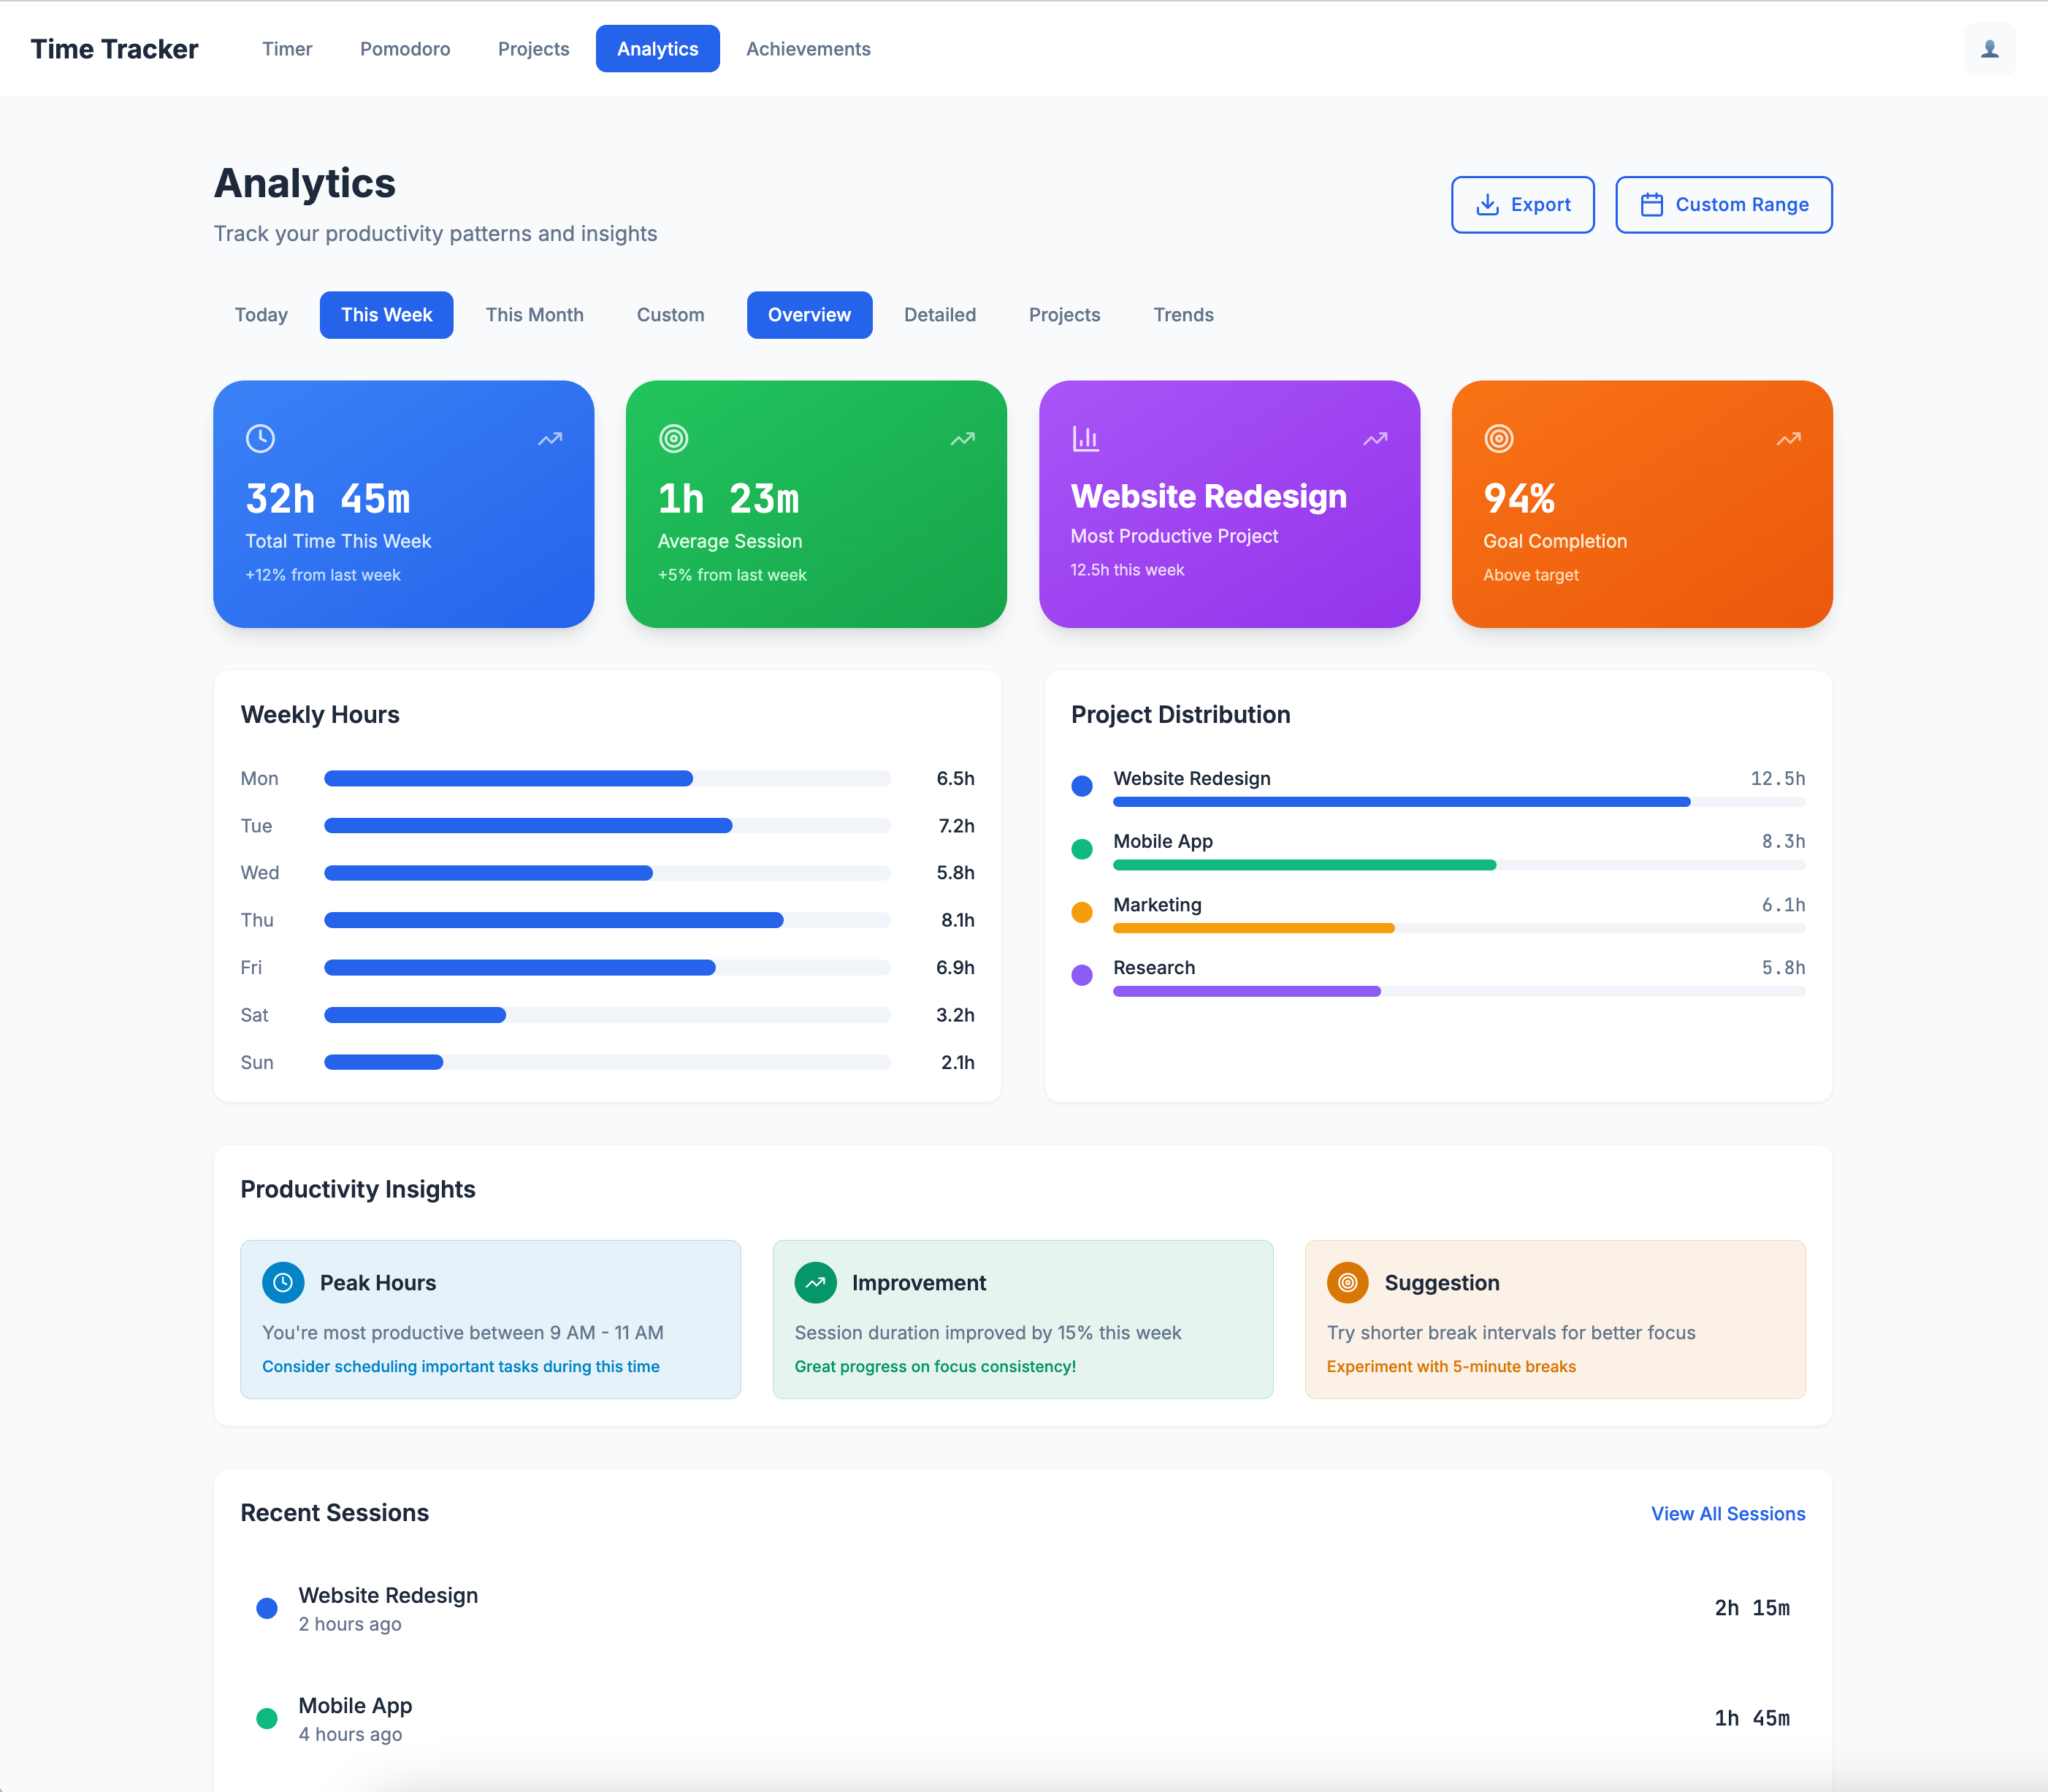 Time Tracker Timer Pomodoro Projects Analytics Achievements
Analytics
Track your productivity patterns and insights
Export Custom Range
Today This Week This Month Custom Overview Detailed Projects Trends
32h 45m
Total Time This Week
+12% from last week
1h 23m
Average Session
+5% from last week
Website Redesign
Most Productive Project
12.5h this week
94%
Goal Completion
Above target
Weekly Hours
Mon 6.5h
Tue 7.2h
Wed 5.8h
Thu 8.1h
Fri 6.9h
Sat 3.2h
Sun 2.1h
Project Distribution
Website Redesign 12.5h
Mobile App 8.3h
Marketing 6.1h
Research 5.8h
Productivity Insights
Peak Hours
You're most productive between 9 AM - 11 AM
Consider scheduling important tasks during this time
Improvement
Session duration improved by 15% this week
Great progress on focus consistency!
Suggestion
Try shorter break intervals for better focus
Experiment with 5-minute breaks
Recent Sessions View All Sessions
Website Redesign
2 hours ago
2h 15m
Mobile App
4 hours ago
1h 45m